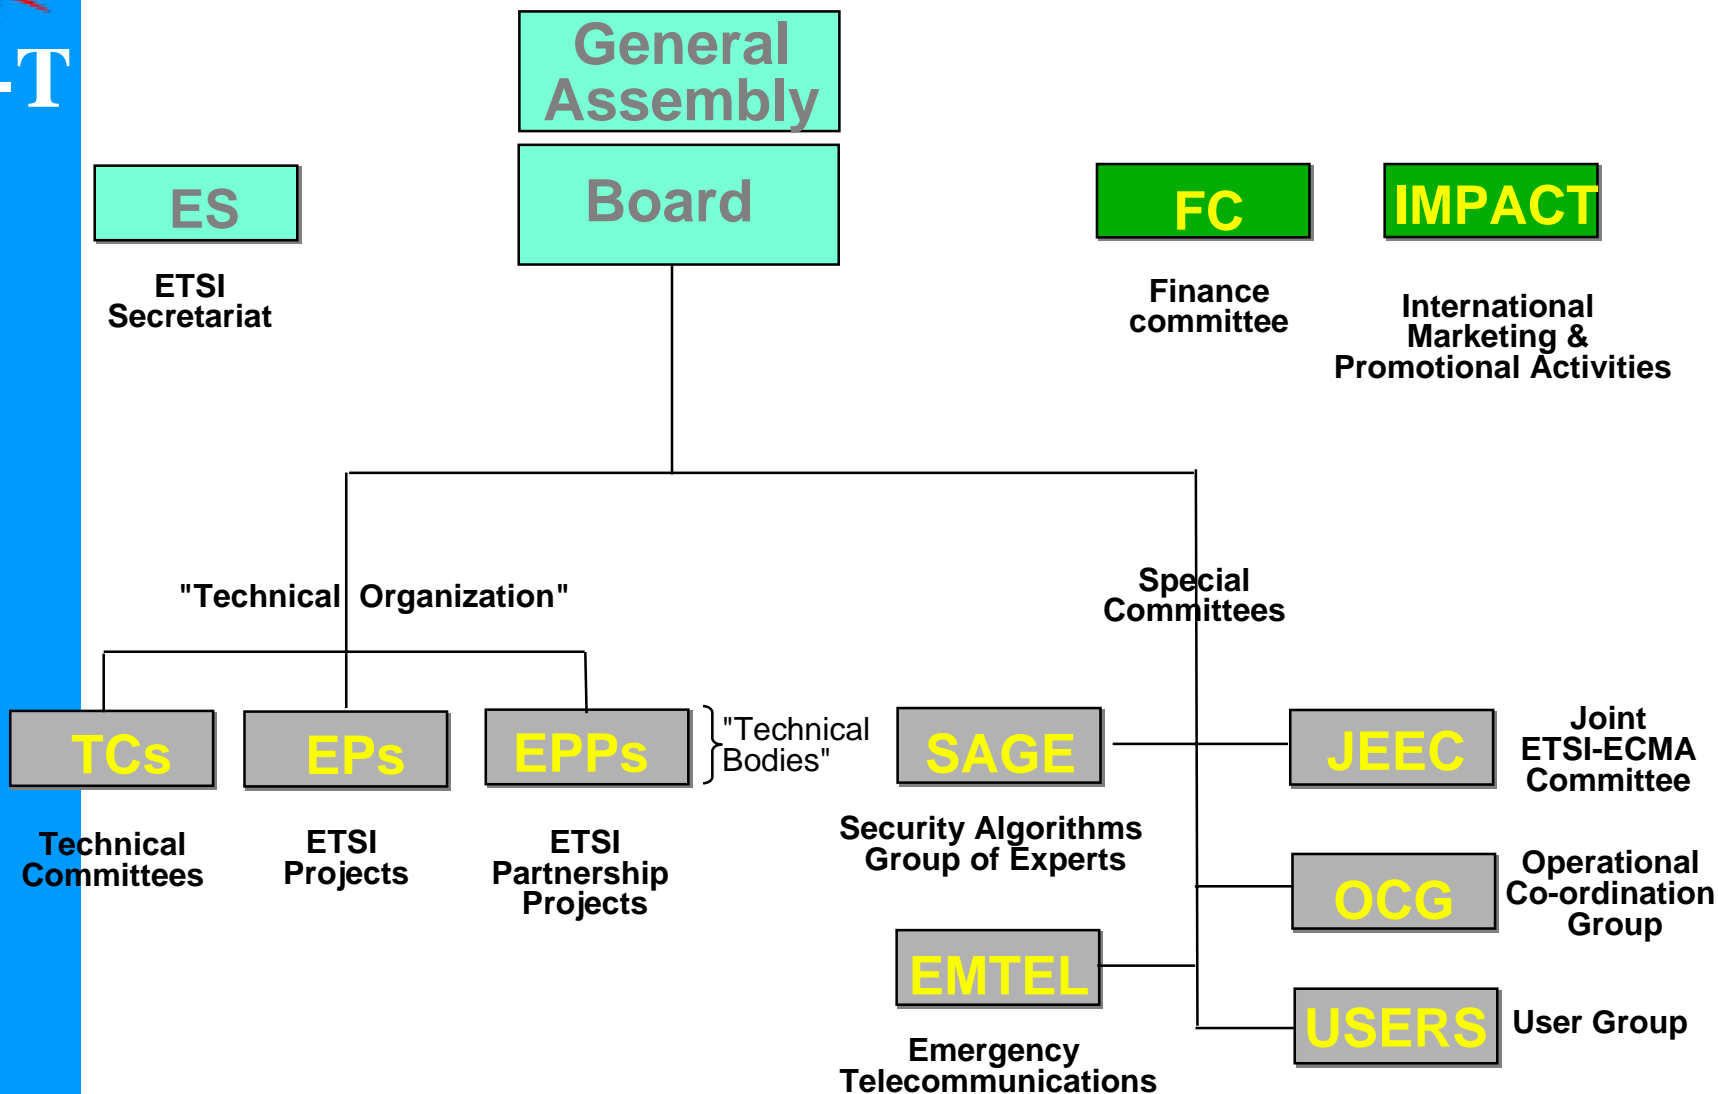 -T
General
Assembly
Board
ES
ETSI
Secretariat
FC
Finance
committee
IMPACT
International
Marketing &
Promotional Activities
"Technical Organization"
Special
Committees
TCs
Technical
Committees
EPs
ETSI
Projects
EPPs
ETSI
Partnership
Projects
"Technical
Bodies"
SAGE
Security Algorithms
Group of Experts
JEEC
Joint
ETSI-ECMA
Committee
OCG
Operational
Co-ordination
Group
EMTEL
Emergency
Telecommunications
USERS
User Group